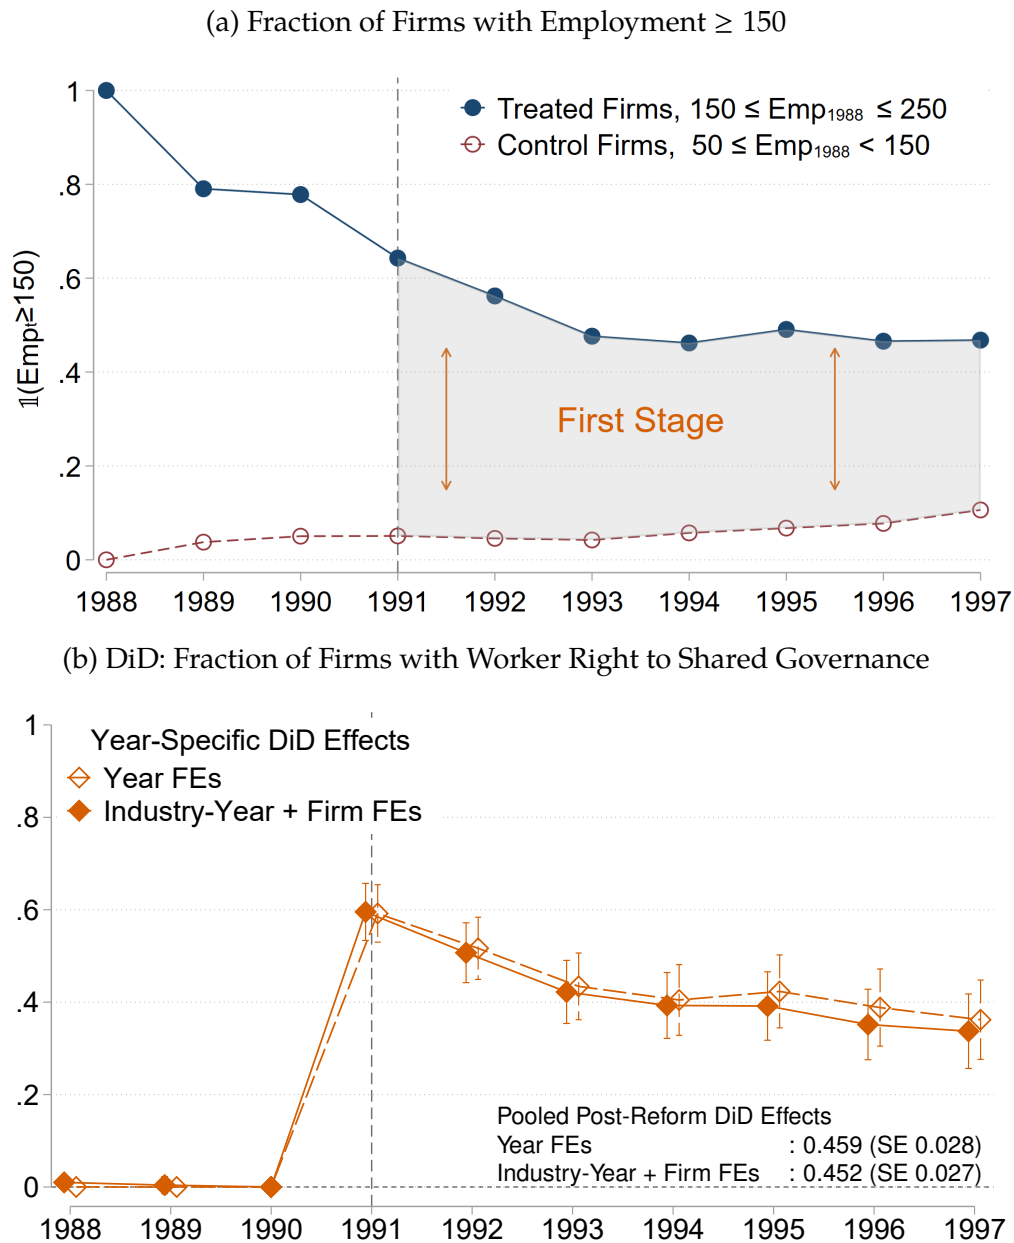 (a) Fraction of Firms with Employment ≥ 150
1
.8
.6
.4
.2
0
𝟙(Empₜ≥150)
Treated Firms, 150 ≤ Emp₁₉₈₈ ≤ 250
Control Firms, 50 ≤ Emp₁₉₈₈ < 150
First Stage
1988 1989 1990 1991 1992 1993 1994 1995 1996 1997
(b) DiD: Fraction of Firms with Worker Right to Shared Governance
1
.8
.6
.4
.2
0
Year-Specific DiD Effects
Year FEs
Industry-Year + Firm FEs
Pooled Post-Reform DiD Effects
Year FEs : 0.459 (SE 0.028)
Industry-Year + Firm FEs : 0.452 (SE 0.027)
1988 1989 1990 1991 1992 1993 1994 1995 1996 1997